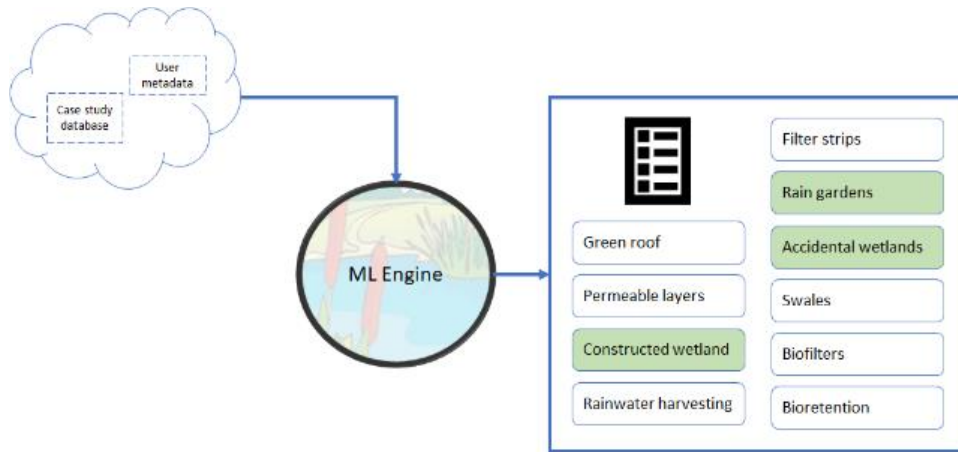 User
metadata
Case study
database
ML Engine
Green roof
Permeable layers
Constructed wetland
Rainwater harvesting
Filter strips
Rain gardens
Accidental wetlands
Swales
Biofilters
Bioretention